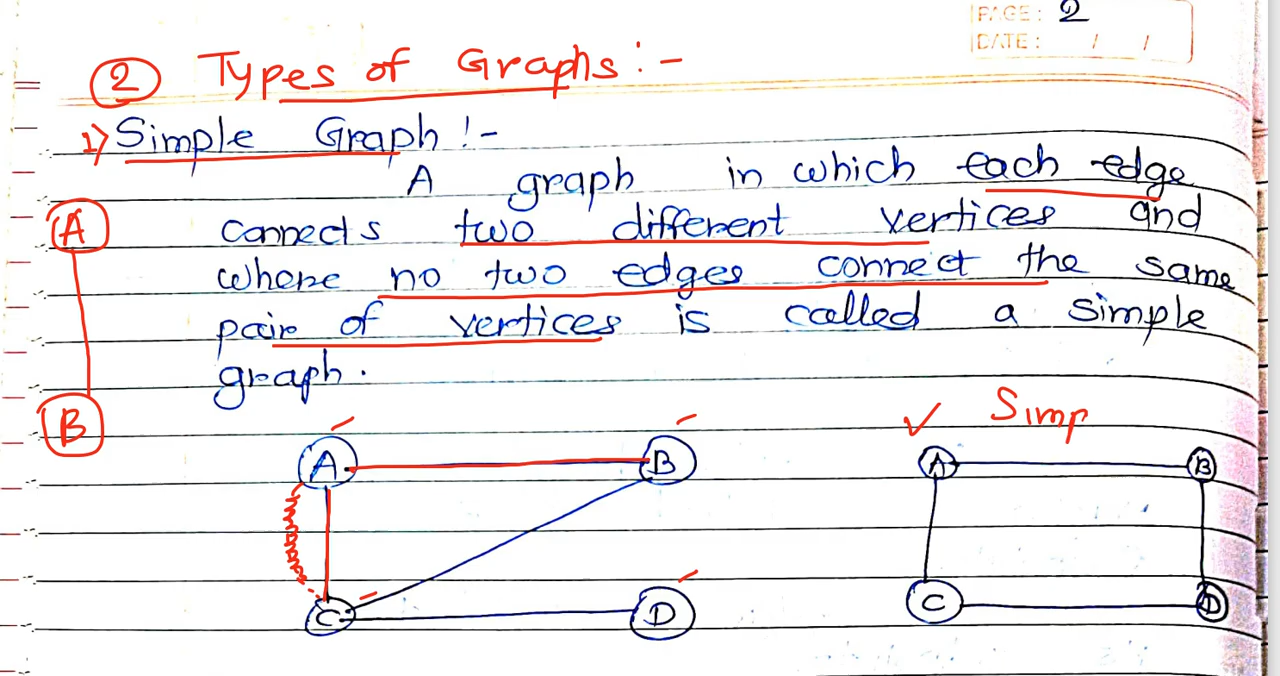 PAGE: 2
DATE: / /
② Types of Graphs:-
1) Simple Graph!-
A graph in which each edge
connects two different vertices and
where no two edges connect the same
pair of vertices is called a simple
graph.
A
B
✓ Simp
A B A B
C D C D